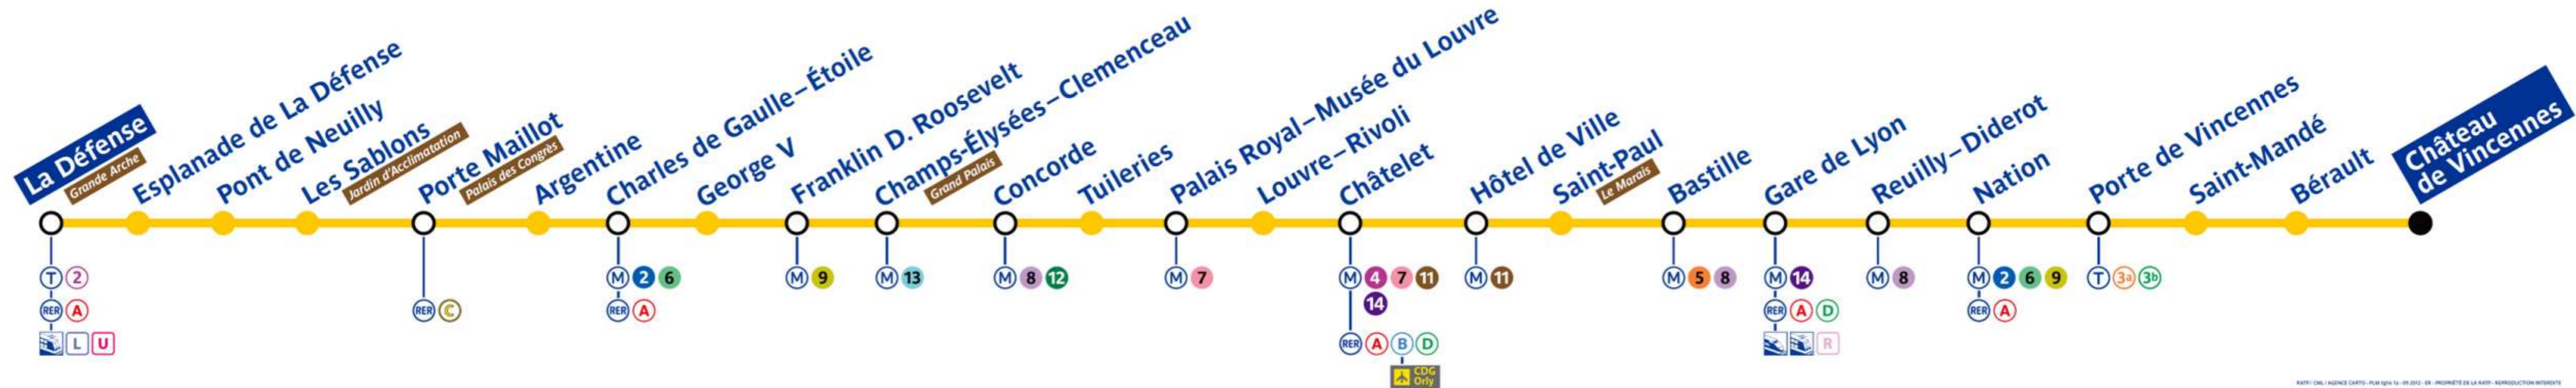 La Défense
Grande Arche
Esplanade de La Défense
Pont de Neuilly
Les Sablons
Jardin d'Acclimatation
Porte Maillot
Palais des Congrès
Argentine
Charles de Gaulle–Étoile
George V
Franklin D. Roosevelt
Champs-Élysées–Clemenceau
Grand Palais
Concorde
Tuileries
Palais Royal–Musée du Louvre
Louvre–Rivoli
Châtelet
Hôtel de Ville
Saint-Paul
Le Marais
Bastille
Gare de Lyon
Reuilly–Diderot
Nation
Porte de Vincennes
Saint-Mandé
Bérault
Château
de Vincennes
T 2
RER A
L U
RER C
M 2 6
RER A
M 9
M 13
M 8 12
M 7
M 4 7 11
14
RER A B D
CDG
Orly
M 11
M 5 8
M 14
RER A D
R
M 8
M 2 6 9
RER A
T 3a 3b